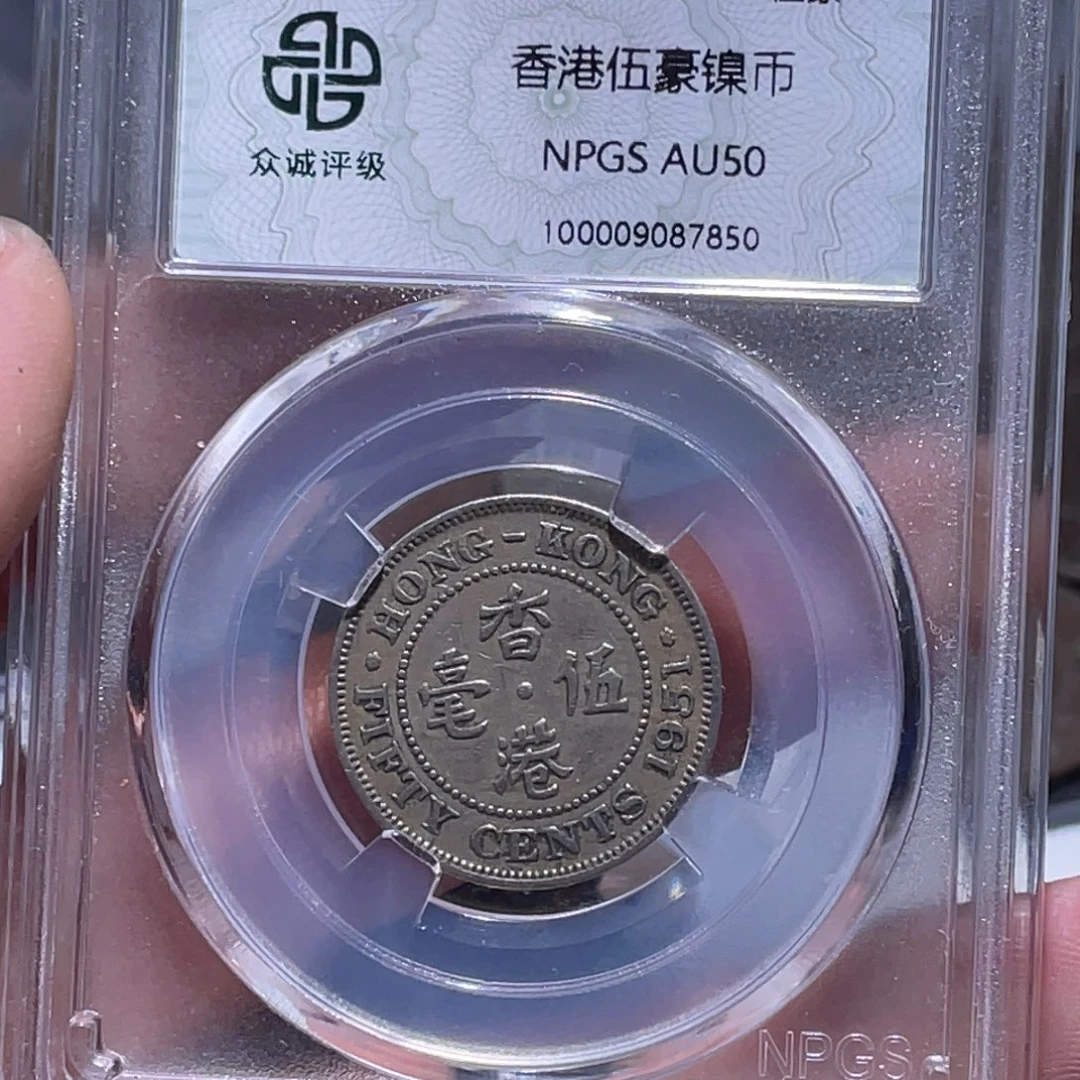 香港伍豪镍币
众诚评级
NPGS AU50
100009087850
HONG-KONG
1951
FIFTY CENTS
香
毫 伍
港
NPGS